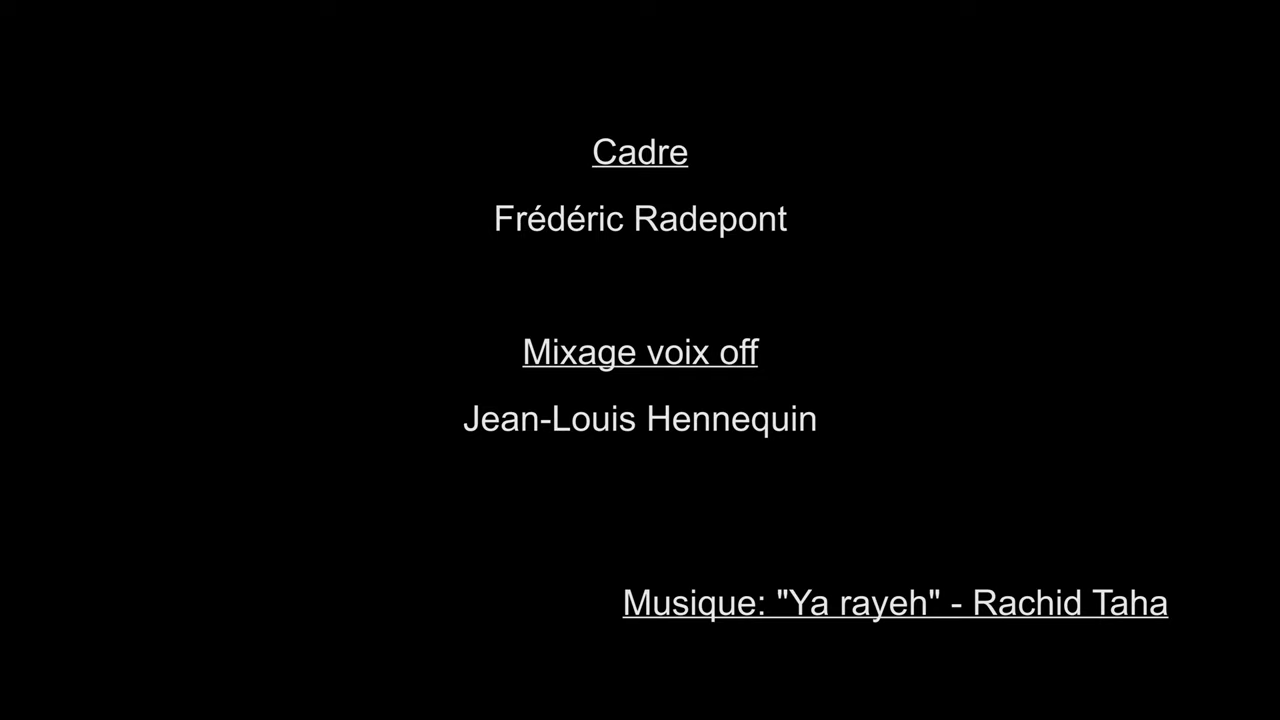 Cadre
Frédéric Radepont
Mixage voix off
Jean-Louis Hennequin
Musique: "Ya rayeh" - Rachid Taha